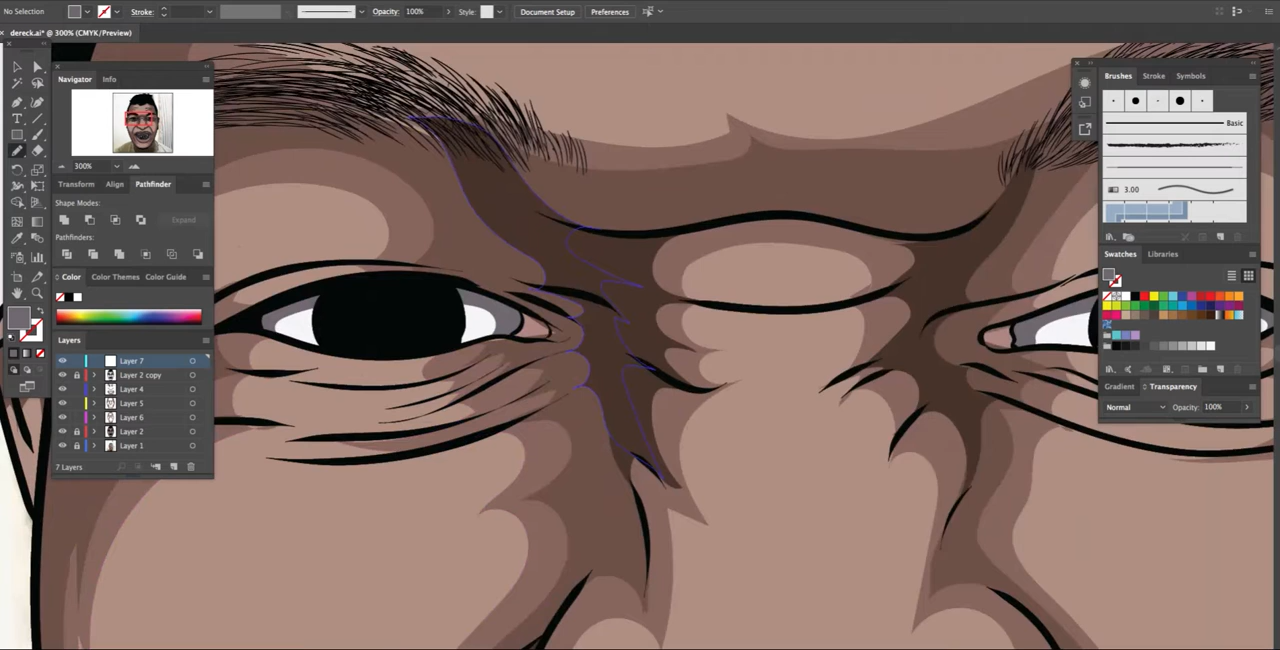 No Selection
Stroke:
Opacity: 100%
Style:
Document Setup
Preferences
dereck.ai* @ 300% (CMYK/Preview)
Navigator
Info
300%
Transform
Align
Pathfinder
Shape Modes:
Expand
Pathfinders:
Color
Color Themes
Color Guide
Layers
Layer 7
Layer 2 copy
Layer 4
Layer 5
Layer 6
Layer 2
Layer 1
7 Layers
Brushes
Stroke
Symbols
Basic
3.00
Swatches
Libraries
Gradient
Transparency
Normal
Opacity: 100%